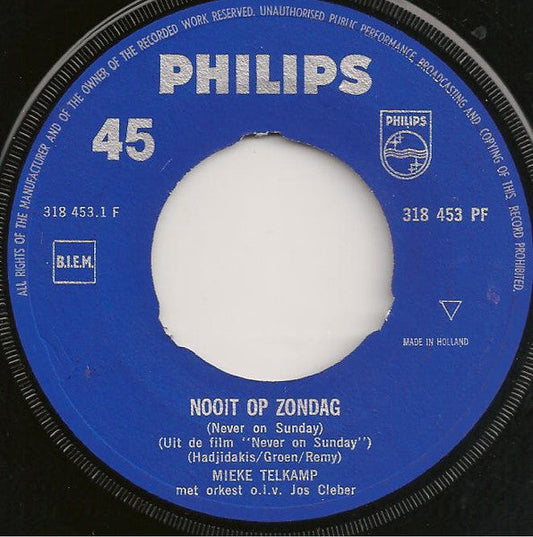 ALL RIGHTS OF THE MANUFACTURER AND OF THE OWNER OF THE RECORDED WORK RESERVED. UNAUTHORISED PUBLIC PERFORMANCE, BROADCASTING AND COPYING OF THIS RECORD PROHIBITED.
PHILIPS
45
PHILIPS
318 453.1 F
318 453 PF
B.I.E.M.
MADE IN HOLLAND
NOOIT OP ZONDAG
(Never on Sunday)
(Uit de film "Never on Sunday")
(Hadjidakis/Groen/Remy)
MIEKE TELKAMP
met orkest o.l.v. Jos Cleber